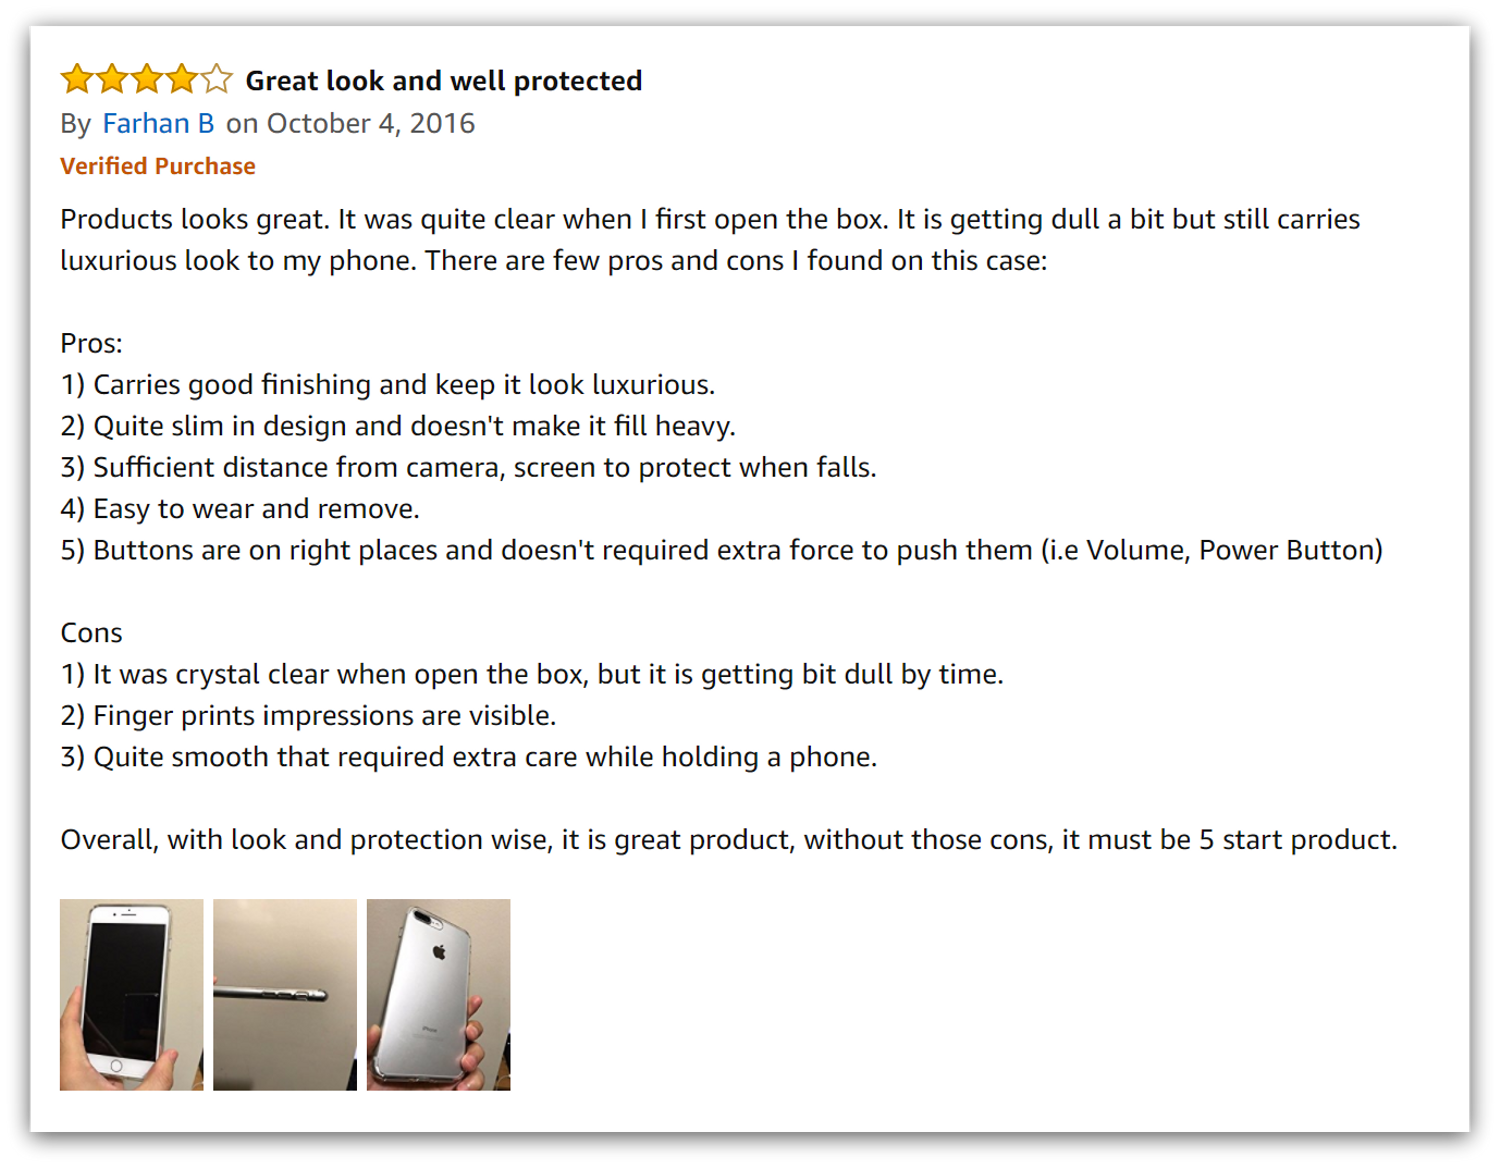 Great look and well protected
By Farhan B on October 4, 2016
Verified Purchase
Products looks great. It was quite clear when I first open the box. It is getting dull a bit but still carries
luxurious look to my phone. There are few pros and cons I found on this case:
Pros:
1) Carries good finishing and keep it look luxurious.
2) Quite slim in design and doesn't make it fill heavy.
3) Sufficient distance from camera, screen to protect when falls.
4) Easy to wear and remove.
5) Buttons are on right places and doesn't required extra force to push them (i.e Volume, Power Button)
Cons
1) It was crystal clear when open the box, but it is getting bit dull by time.
2) Finger prints impressions are visible.
3) Quite smooth that required extra care while holding a phone.
Overall, with look and protection wise, it is great product, without those cons, it must be 5 start product.
iPhone